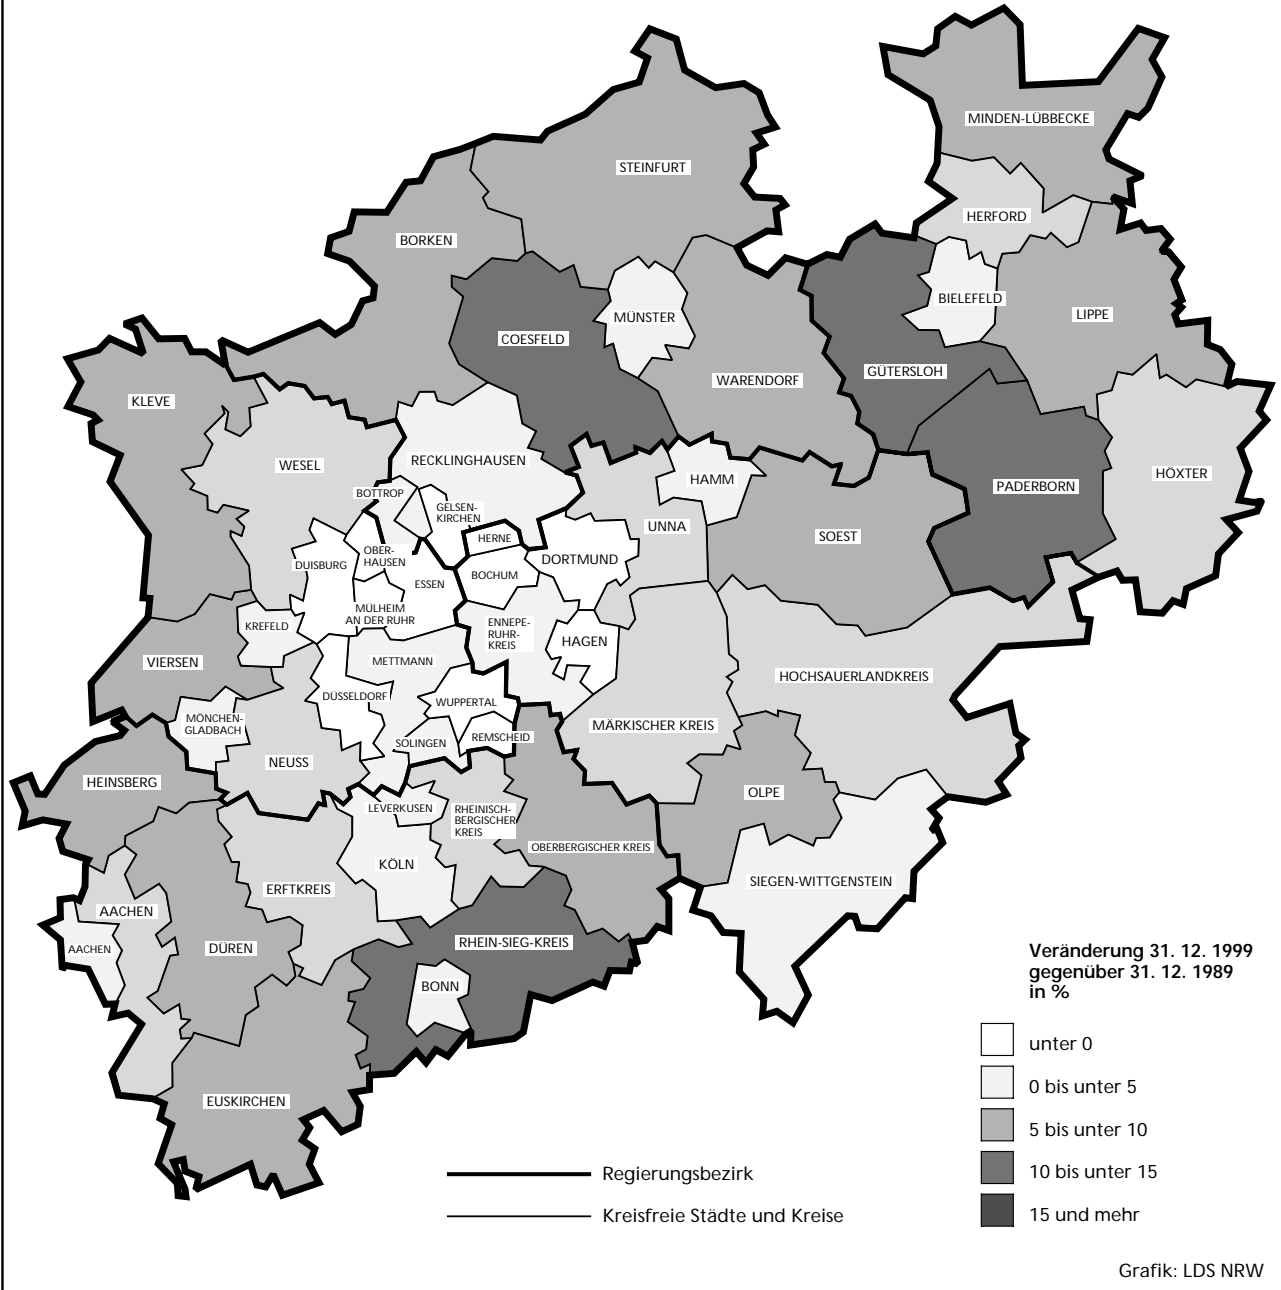 MINDEN-LÜBBECKE
STEINFURT
HERFORD
BORKEN
BIELEFELD
LIPPE
MÜNSTER
COESFELD
GÜTERSLOH
WARENDORF
KLEVE
RECKLINGHAUSEN
WESEL
HÖXTER
HAMM
PADERBORN
BOTTROP
GELSEN-
KIRCHEN
UNNA
SOEST
HERNE
OBER-
HAUSEN
DORTMUND
DUISBURG
BOCHUM
ESSEN
MÜLHEIM
AN DER RUHR
KREFELD
ENNEPE-
RUHR-
KREIS
HAGEN
VIERSEN
METTMANN
HOCHSAUERLANDKREIS
DÜSSELDORF
WUPPERTAL
MÖNCHEN-
GLADBACH
MÄRKISCHER KREIS
REMSCHEID
SOLINGEN
NEUSS
HEINSBERG
OLPE
LEVERKUSEN
RHEINISCH-
BERGISCHER
KREIS
OBERBERGISCHER KREIS
KÖLN
SIEGEN-WITTGENSTEIN
ERFTKREIS
AACHEN
RHEIN-SIEG-KREIS
AACHEN
DÜREN
BONN
EUSKIRCHEN
Veränderung 31. 12. 1999
gegenüber 31. 12. 1989
in %
unter 0
0 bis unter 5
5 bis unter 10
10 bis unter 15
15 und mehr
Regierungsbezirk
Kreisfreie Städte und Kreise
Grafik: LDS NRW